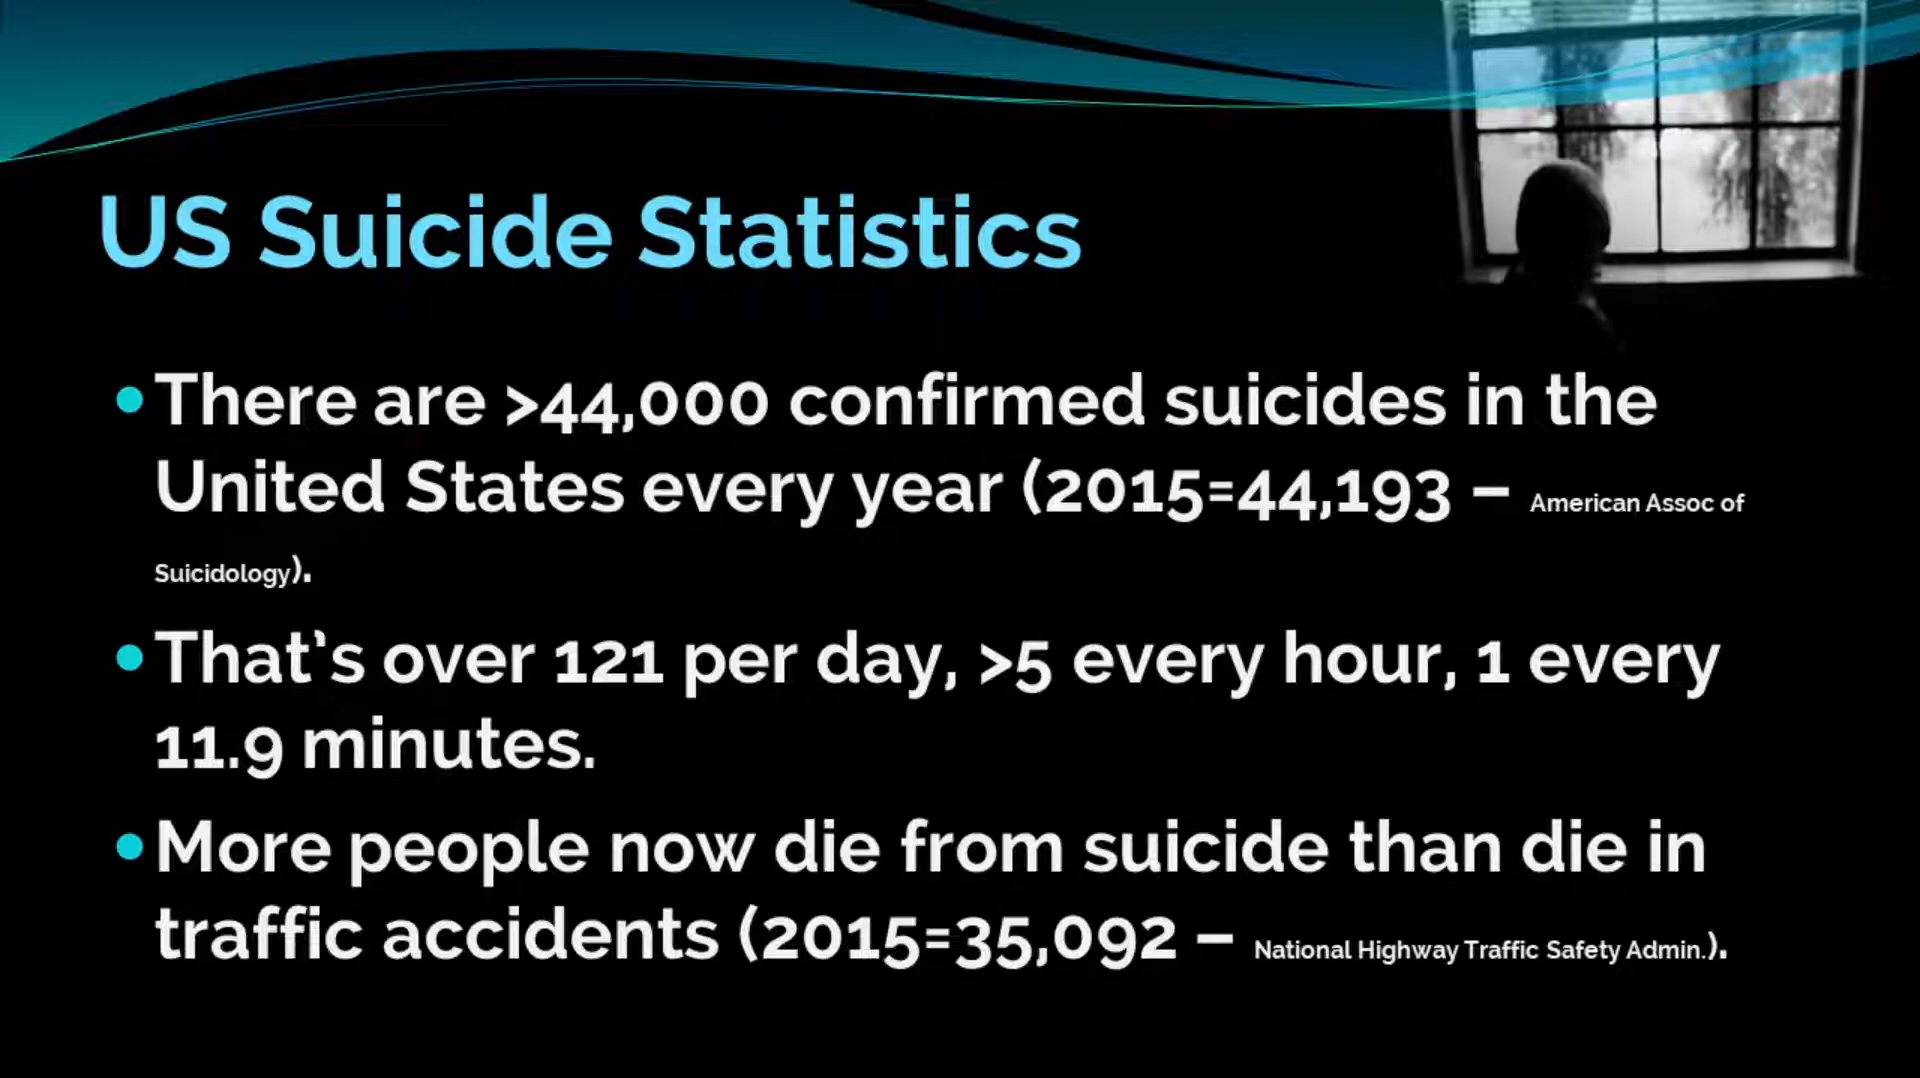 US Suicide Statistics
• There are >44,000 confirmed suicides in the
United States every year (2015=44,193 – American Assoc of
Suicidology).
• That’s over 121 per day, >5 every hour, 1 every
11.9 minutes.
• More people now die from suicide than die in
traffic accidents (2015=35,092 – National Highway Traffic Safety Admin.).